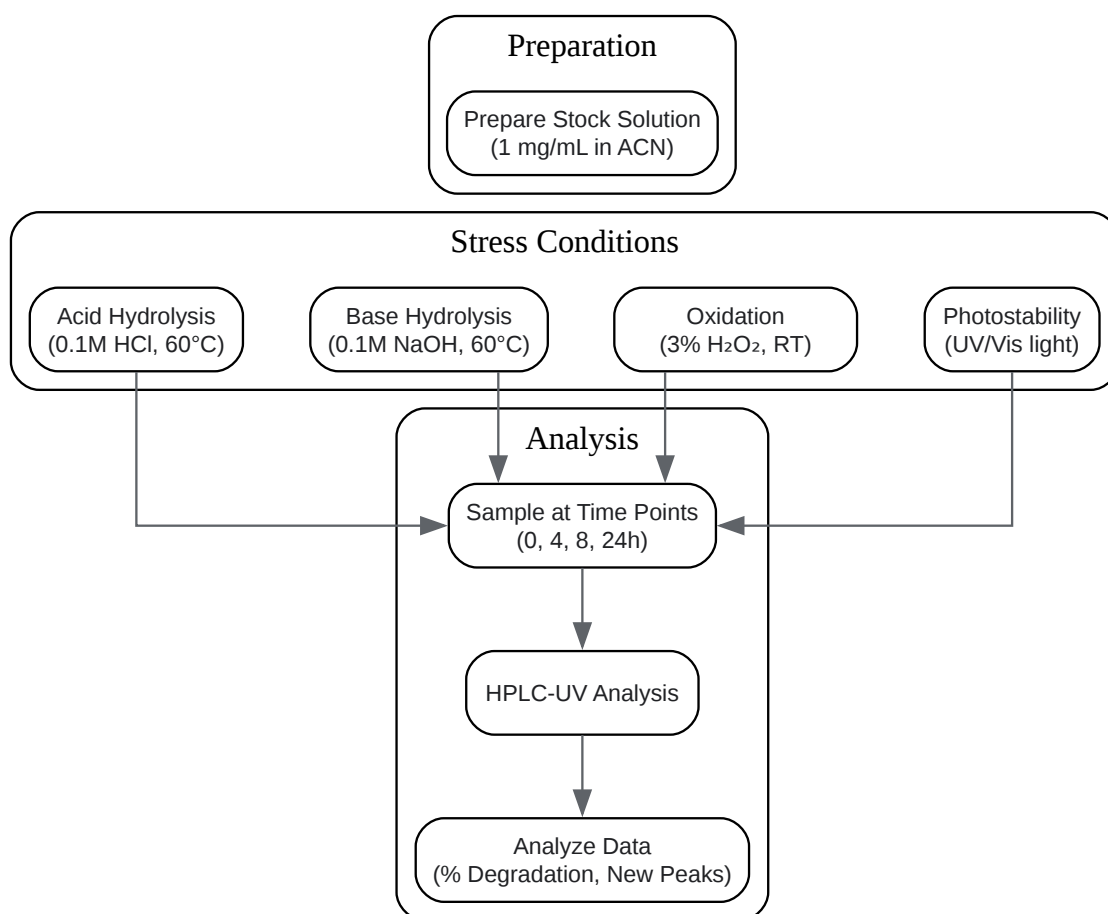 Preparation
Prepare Stock Solution
(1 mg/mL in ACN)
Stress Conditions
Acid Hydrolysis
(0.1M HCl, 60°C)
Base Hydrolysis
(0.1M NaOH, 60°C)
Oxidation
(3% H₂O₂, RT)
Photostability
(UV/Vis light)
Analysis
Sample at Time Points
(0, 4, 8, 24h)
HPLC-UV Analysis
Analyze Data
(% Degradation, New Peaks)